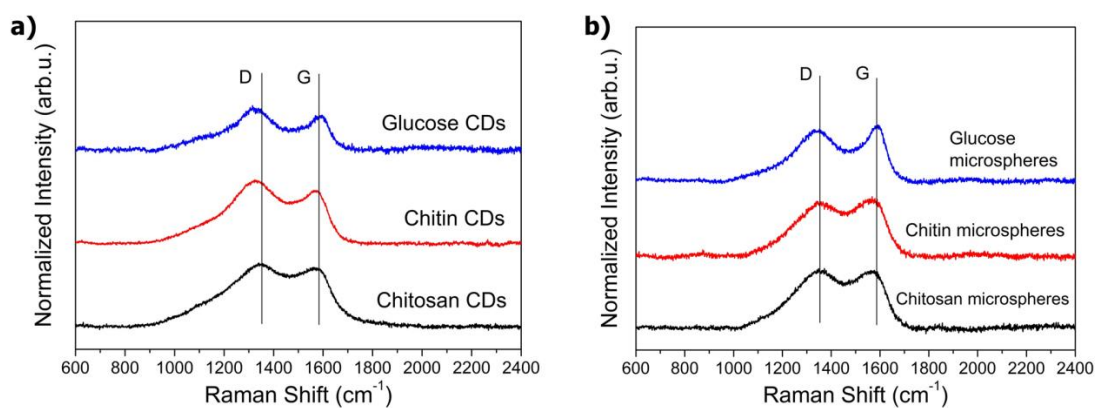 a)
Normalized Intensity (arb.u.)
D G
Glucose CDs
Chitin CDs
Chitosan CDs
600 800 1000 1200 1400 1600 1800 2000 2200 2400
Raman Shift (cm⁻¹)
b)
Normalized Intensity (arb.u.)
D G
Glucose
microspheres
Chitin microspheres
Chitosan microspheres
600 800 1000 1200 1400 1600 1800 2000 2200 2400
Raman Shift (cm⁻¹)